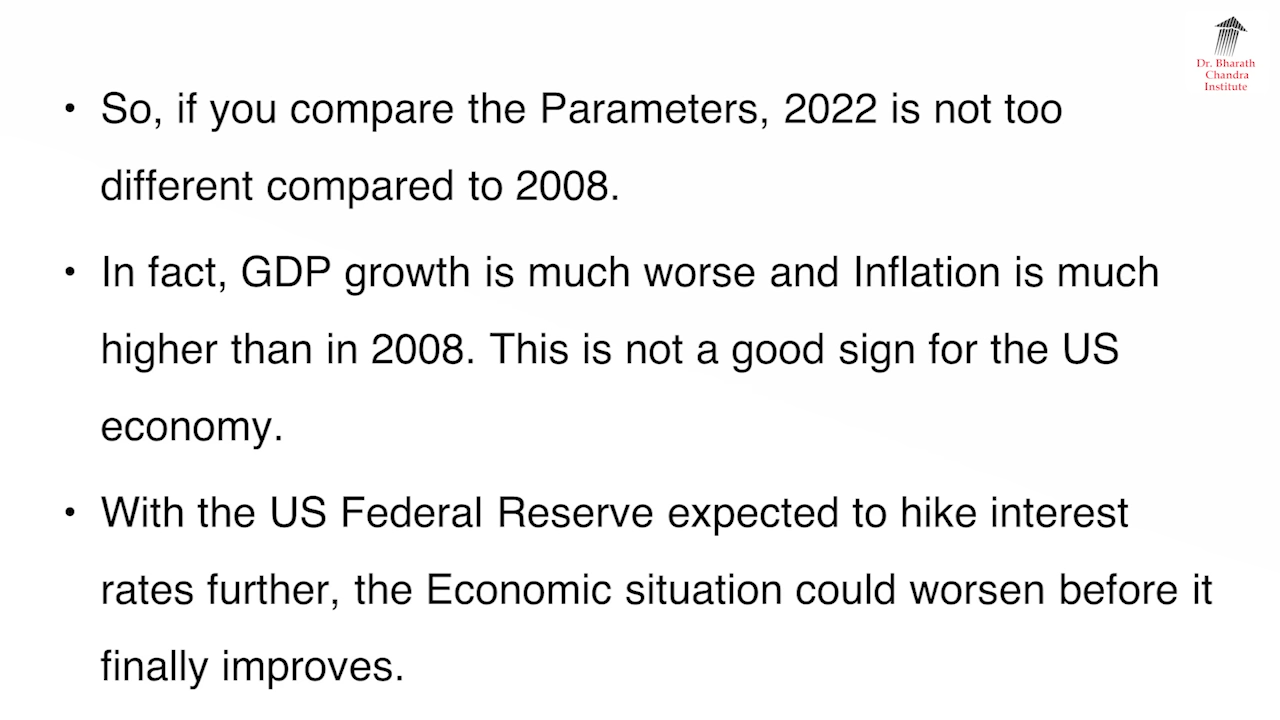 Dr. Bharath
Chandra
Institute
• So, if you compare the Parameters, 2022 is not too
different compared to 2008.
• In fact, GDP growth is much worse and Inflation is much
higher than in 2008. This is not a good sign for the US
economy.
• With the US Federal Reserve expected to hike interest
rates further, the Economic situation could worsen before it
finally improves.